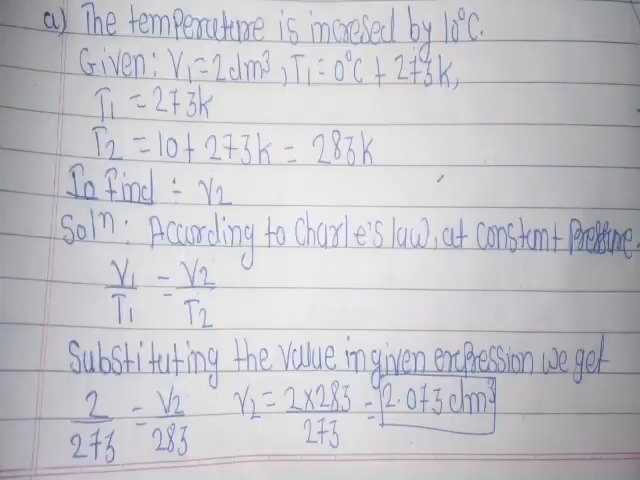 a) The temperature is incresed by 10°C.
Given: V₁=2dm³, T₁=0°C+273k,
T₁ = 273k
T₂ = 10+273k = 283k
To find :- V2
Solⁿ: According to Charle's law, at constant pressure.
V₁/T₁ = V2/T2
Substituting the value in given expression we get
2/273 = V2/283 V2 = 2×283/273 = 2.073 dm³